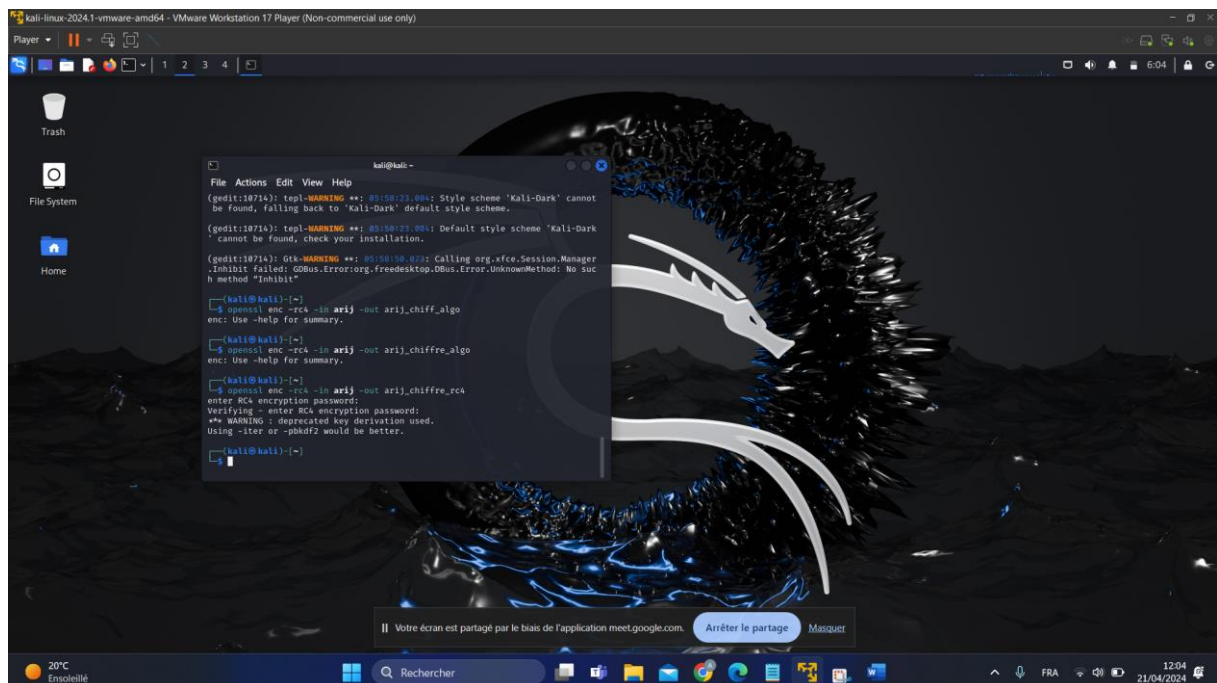 kali-linux-2024.1-vmware-amd64 - VMware Workstation 17 Player (Non-commercial use only)
Player
1 2 3 4
6:04
Trash
File System
Home
kali@kali: ~
File Actions Edit View Help
(gedit:10714): tepl-WARNING **: 05:50:23.004: Style scheme 'Kali-Dark' cannot
be found, falling back to 'Kali-Dark' default style scheme.
(gedit:10714): tepl-WARNING **: 05:50:23.004: Default style scheme 'Kali-Dark
' cannot be found, check your installation.
(gedit:10714): Gtk-WARNING **: 05:50:50.023: Calling org.xfce.Session.Manager
.Inhibit failed: GDBus.Error:org.freedesktop.DBus.Error.UnknownMethod: No suc
h method "Inhibit"
(kali㉿kali)-[~]
$ openssl enc -rc4 -in arij -out arij_chiff_algo
enc: Use -help for summary.
(kali㉿kali)-[~]
$ openssl enc -rc4 -in arij -out arij_chiffre_algo
enc: Use -help for summary.
(kali㉿kali)-[~]
$ openssl enc -rc4 -in arij -out arij_chiffre_rc4
enter RC4 encryption password:
Verifying - enter RC4 encryption password:
*** WARNING : deprecated key derivation used.
Using -iter or -pbkdf2 would be better.
(kali㉿kali)-[~]
$
Votre écran est partagé par le biais de l'application meet.google.com. Arrêter le partage Masquer
20°C
Ensoleillé
Rechercher
FRA
12:04
21/04/2024